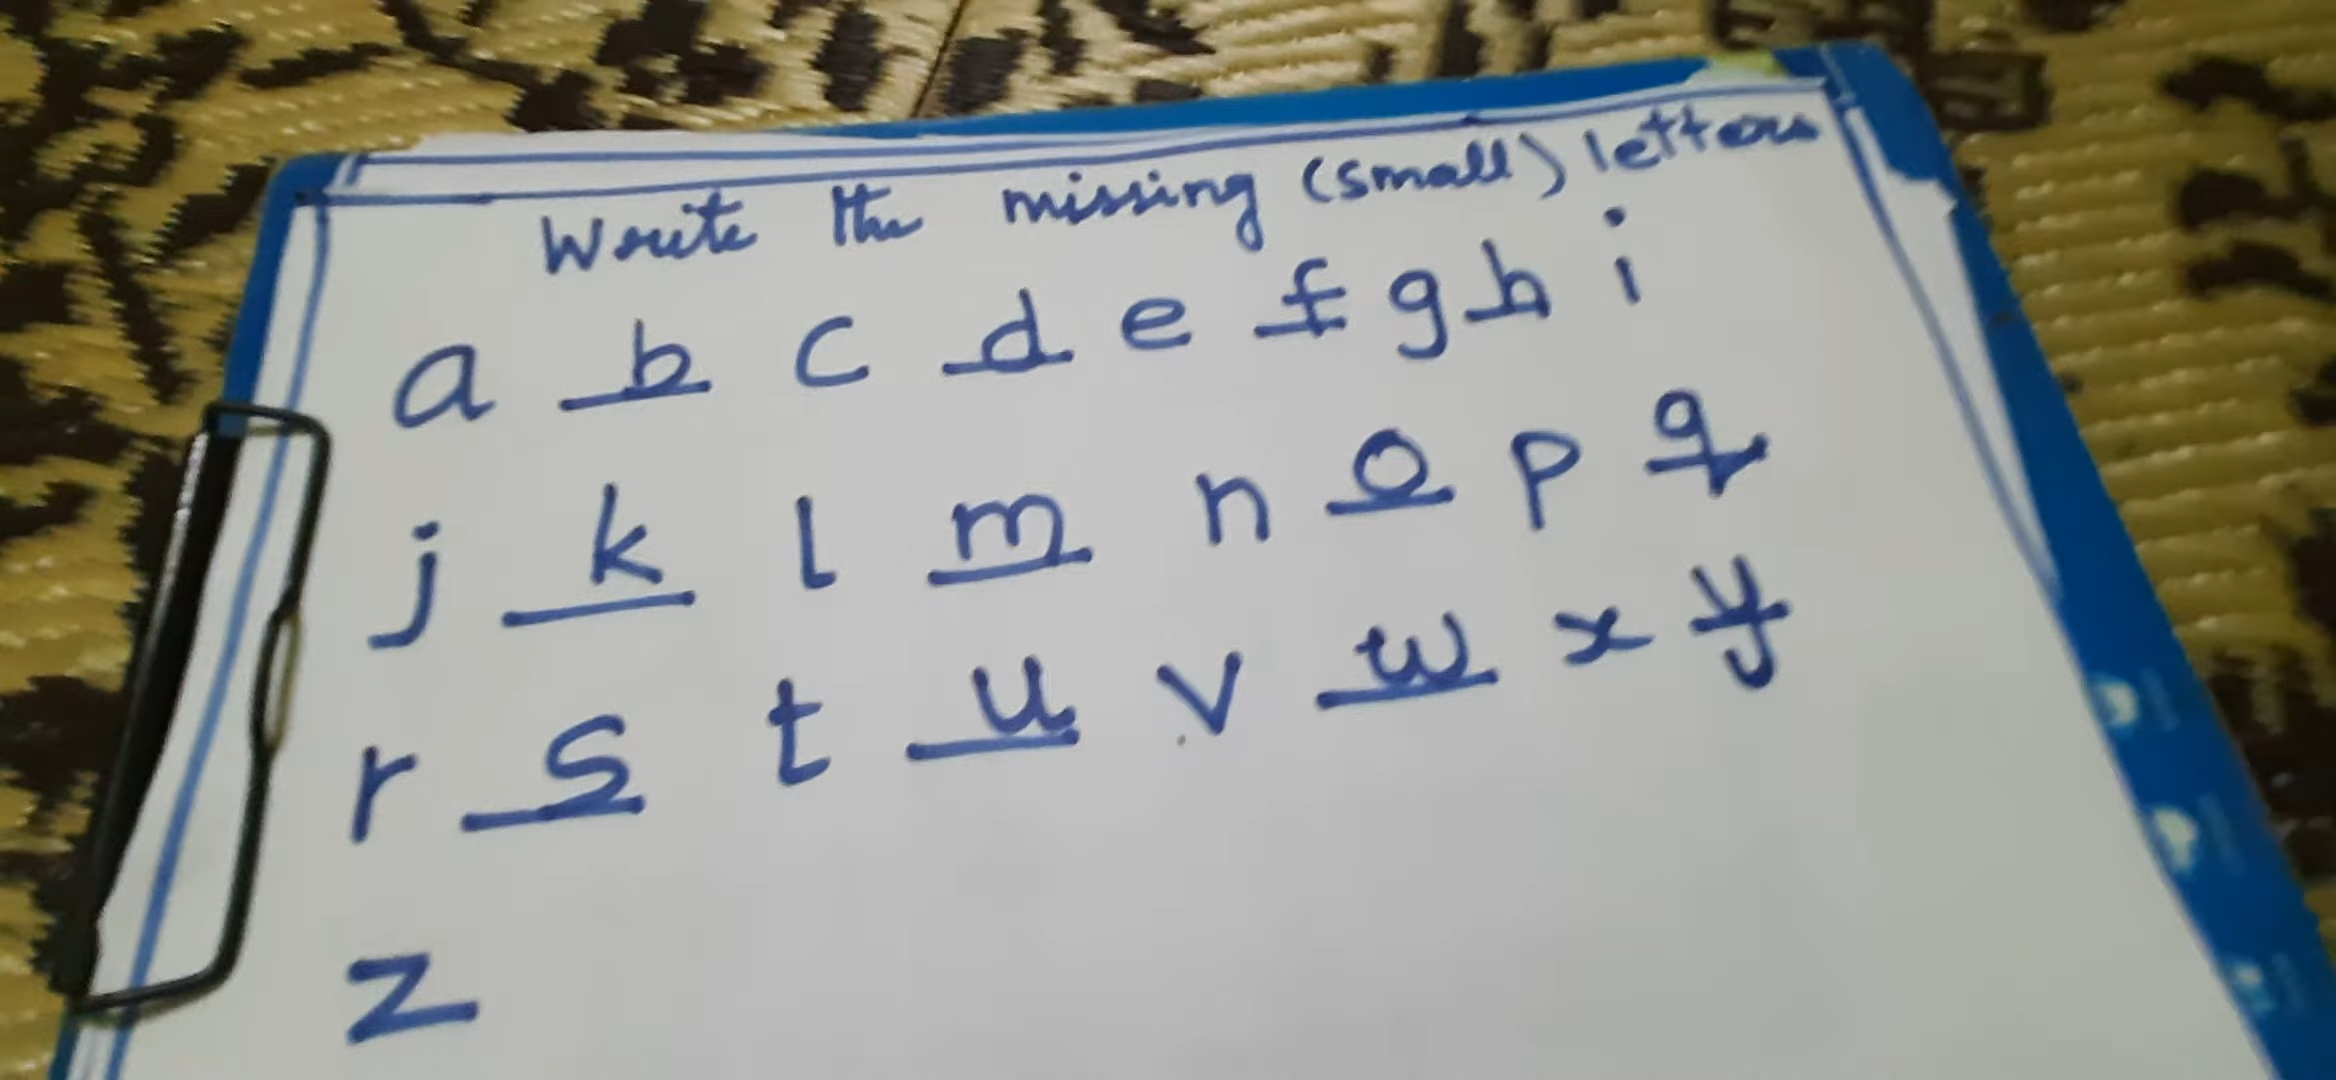 Write the missing (small) letters
a b c d e f g h i
j k l m n o p q
r s t u v w x y
z